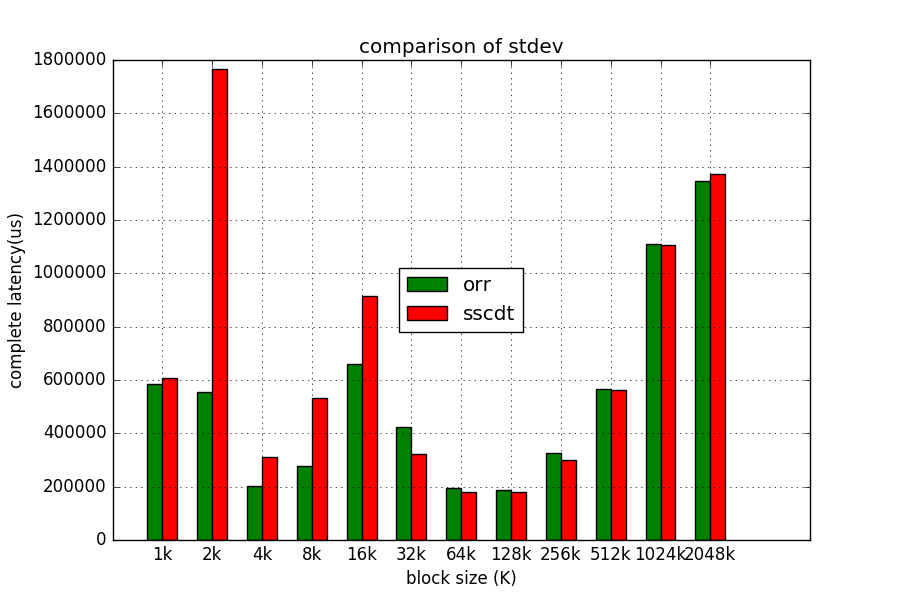 comparison of stdev
complete latency(us)
1800000
1600000
1400000
1200000
1000000
800000
600000
400000
200000
0
orr
sscdt
1k 2k 4k 8k 16k 32k 64k 128k 256k 512k 1024k 2048k
block size (K)